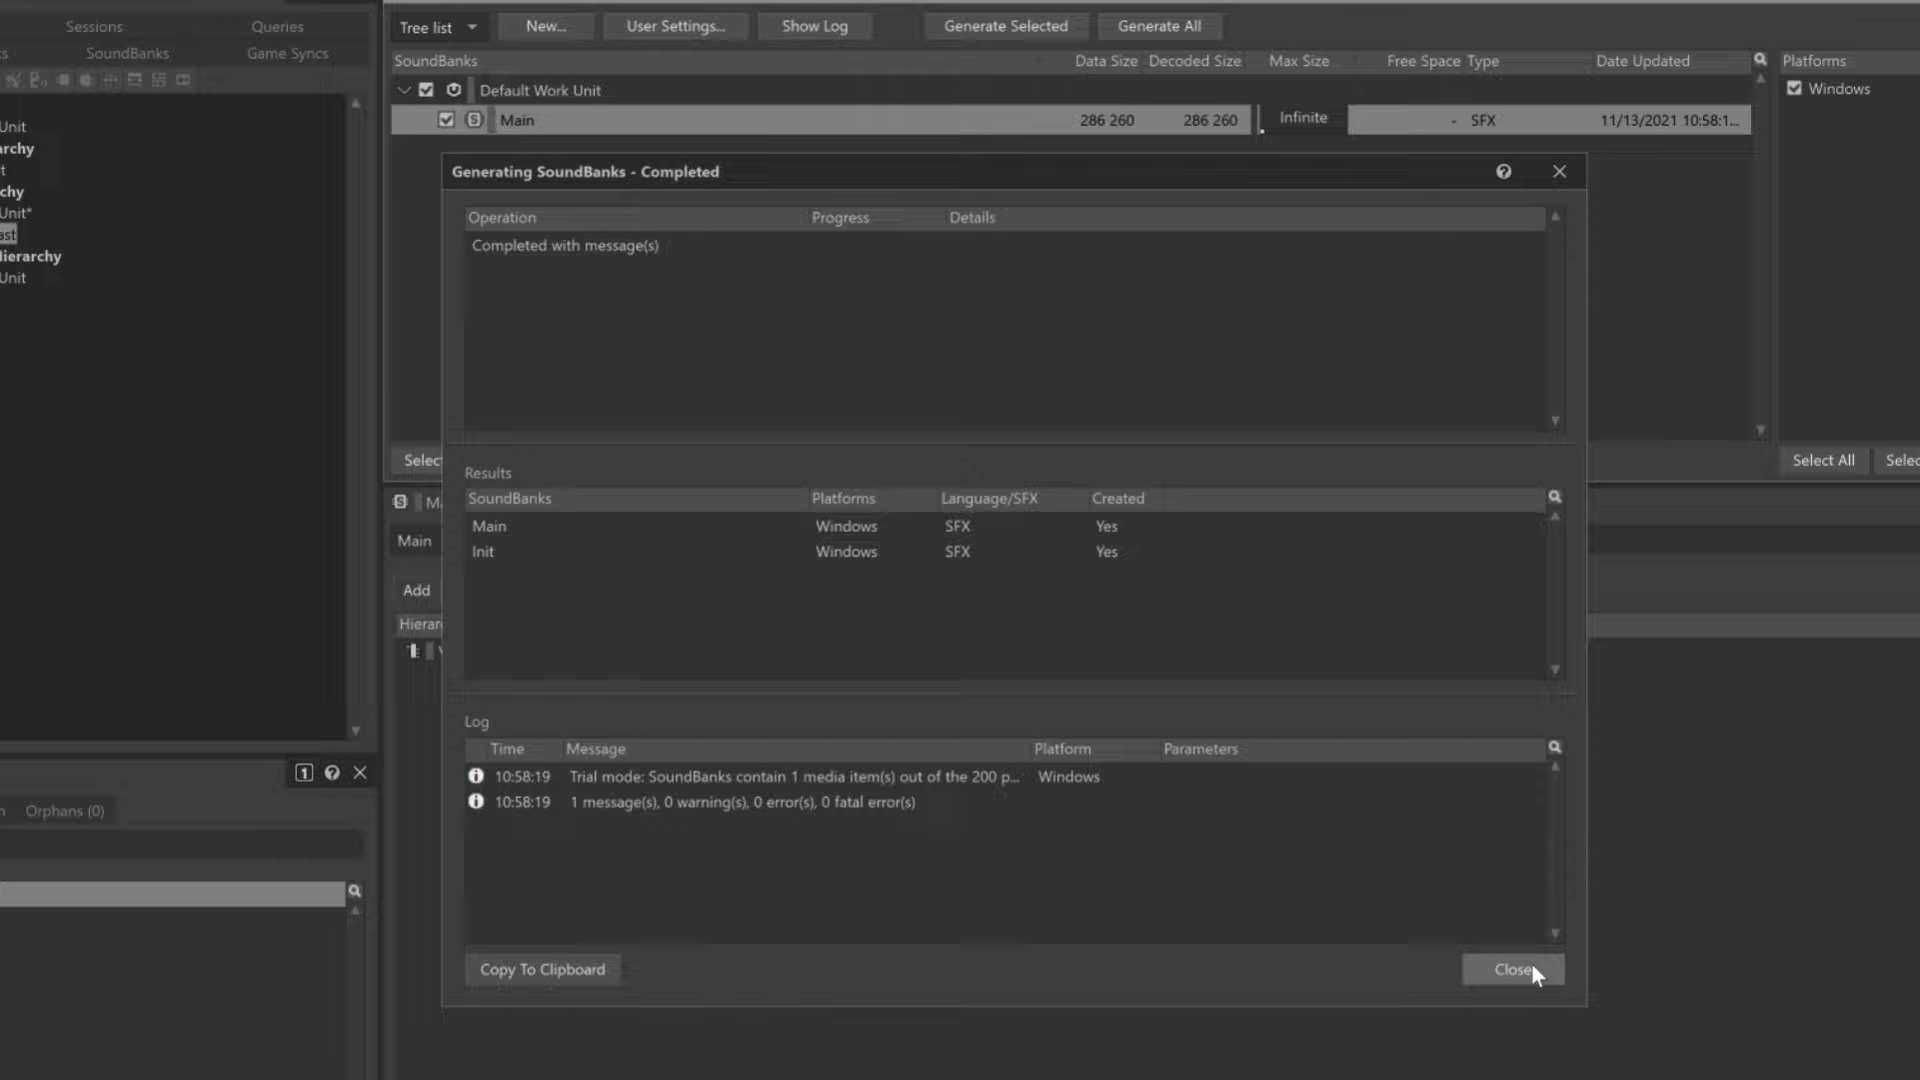 Sessions
Queries
SoundBanks
Game Syncs
Unit
archy
chy
Unit*
ast
Hierarchy
Unit
Tree list
New...
User Settings...
Show Log
Generate Selected
Generate All
SoundBanks Data Size Decoded Size Max Size Free Space Type Date Updated
Default Work Unit
Main 286 260 286 260 Infinite - SFX 11/13/2021 10:58:1...
Platforms
Windows
Generating SoundBanks - Completed
Operation Progress Details
Completed with message(s)
Select All
Selec
Selec
Results
SoundBanks Platforms Language/SFX Created
Main Windows SFX Yes
Init Windows SFX Yes
Main
Add
Hierar
Log
Time Message Platform Parameters
10:58:19 Trial mode: SoundBanks contain 1 media item(s) out of the 200 p... Windows
10:58:19 1 message(s), 0 warning(s), 0 error(s), 0 fatal error(s)
1
Orphans (0)
Copy To Clipboard
Close